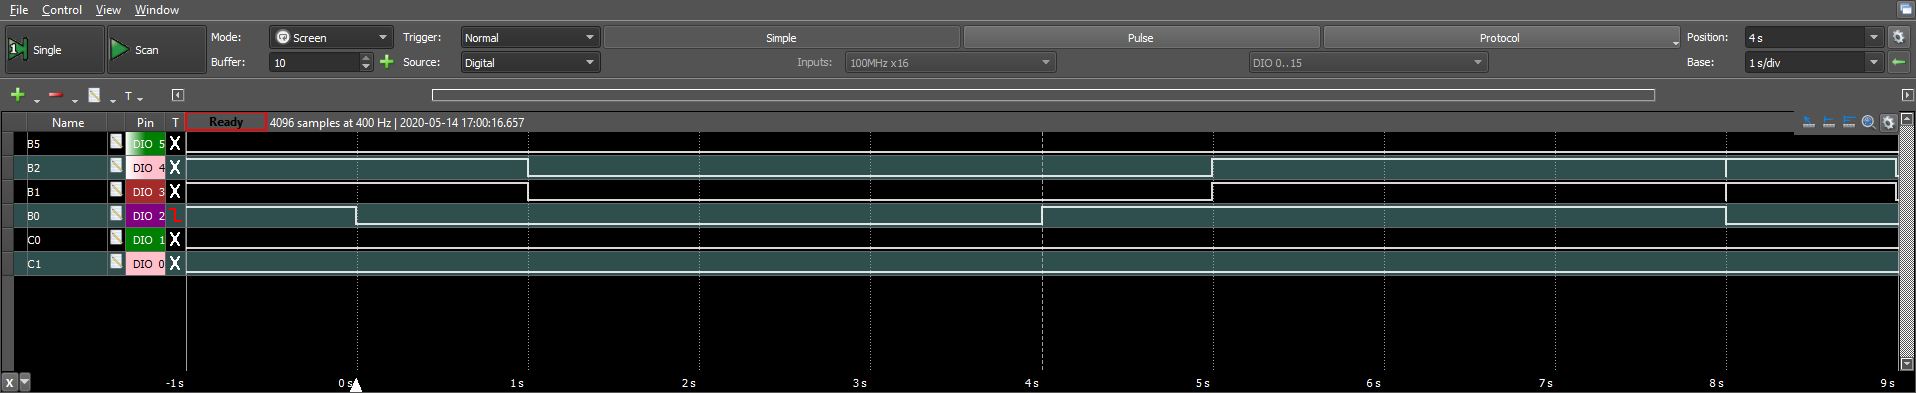 File Control View Window
1 Single Scan Mode: Screen Trigger: Normal Simple Pulse Protocol Position: 4 s
Buffer: 10 Source: Digital Inputs: 100MHz x16 DIO 0..15 Base: 1 s/div
T
Name Pin T Ready 4096 samples at 400 Hz | 2020-05-14 17:00:16.657
B5 DIO 5 X
B2 DIO 4 X
B1 DIO 3 X
B0 DIO 2
C0 DIO 1 X
C1 DIO 0 X
X -1 s 0 s 1 s 2 s 3 s 4 s 5 s 6 s 7 s 8 s 9 s